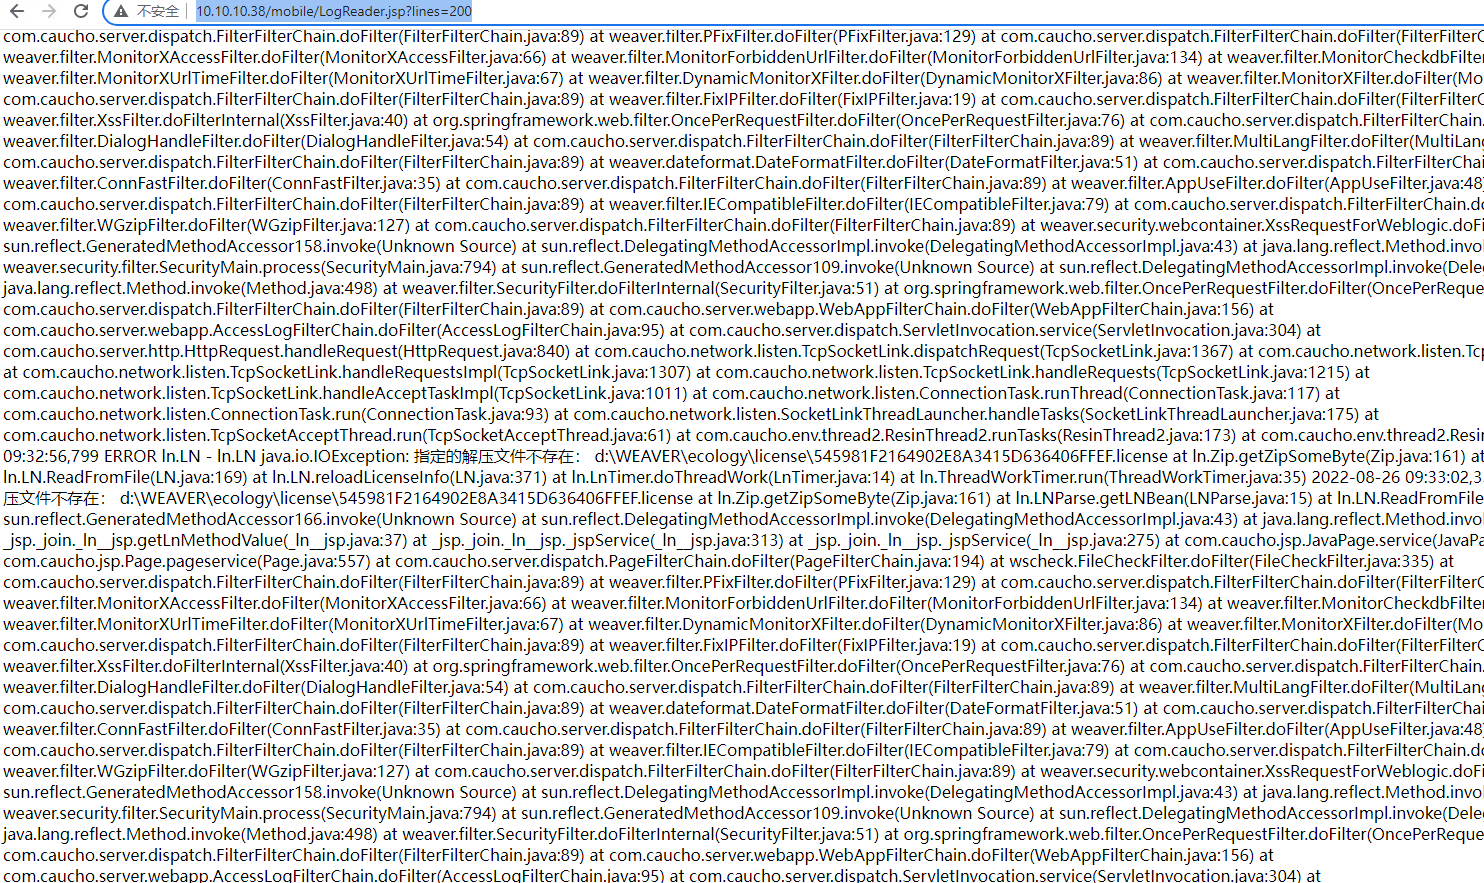 不安全 10.10.10.38/mobile/LogReader.jsp?lines=200
com.caucho.server.dispatch.FilterFilterChain.doFilter(FilterFilterChain.java:89) at weaver.filter.PFixFilter.doFilter(PFixFilter.java:129) at com.caucho.server.dispatch.FilterFilterChain.doFilter(FilterFilterC
weaver.filter.MonitorXAccessFilter.doFilter(MonitorXAccessFilter.java:66) at weaver.filter.MonitorForbiddenUrlFilter.doFilter(MonitorForbiddenUrlFilter.java:134) at weaver.filter.MonitorCheckdbFilte
weaver.filter.MonitorXUrlTimeFilter.doFilter(MonitorXUrlTimeFilter.java:67) at weaver.filter.DynamicMonitorXFilter.doFilter(DynamicMonitorXFilter.java:86) at weaver.filter.MonitorXFilter.doFilter(Mo
com.caucho.server.dispatch.FilterFilterChain.doFilter(FilterFilterChain.java:89) at weaver.filter.FixIPFilter.doFilter(FixIPFilter.java:19) at com.caucho.server.dispatch.FilterFilterChain.doFilter(FilterFilterCha
weaver.filter.XssFilter.doFilterInternal(XssFilter.java:40) at org.springframework.web.filter.OncePerRequestFilter.doFilter(OncePerRequestFilter.java:76) at com.caucho.server.dispatch.FilterFilterChain.
weaver.filter.DialogHandleFilter.doFilter(DialogHandleFilter.java:54) at com.caucho.server.dispatch.FilterFilterChain.doFilter(FilterFilterChain.java:89) at weaver.filter.MultiLangFilter.doFilter(MultiLang
com.caucho.server.dispatch.FilterFilterChain.doFilter(FilterFilterChain.java:89) at weaver.dateformat.DateFormatFilter.doFilter(DateFormatFilter.java:51) at com.caucho.server.dispatch.FilterFilterCh
weaver.filter.ConnFastFilter.doFilter(ConnFastFilter.java:35) at com.caucho.server.dispatch.FilterFilterChain.doFilter(FilterFilterChain.java:89) at weaver.filter.AppUseFilter.doFilter(AppUseFilter.java:48)
com.caucho.server.dispatch.FilterFilterChain.doFilter(FilterFilterChain.java:89) at weaver.filter.IECompatibleFilter.doFilter(IECompatibleFilter.java:79) at com.caucho.server.dispatch.FilterFilterChain.do
weaver.filter.WGzipFilter.doFilter(WGzipFilter.java:127) at com.caucho.server.dispatch.FilterFilterChain.doFilter(FilterFilterChain.java:89) at weaver.security.webcontainer.XssRequestForWeblogic.doFi
sun.reflect.GeneratedMethodAccessor158.invoke(Unknown Source) at sun.reflect.DelegatingMethodAccessorImpl.invoke(DelegatingMethodAccessorImpl.java:43) at java.lang.reflect.Method.invo
weaver.security.filter.SecurityMain.process(SecurityMain.java:794) at sun.reflect.GeneratedMethodAccessor109.invoke(Unknown Source) at sun.reflect.DelegatingMethodAccessorImpl.invoke(Dele
java.lang.reflect.Method.invoke(Method.java:498) at weaver.filter.SecurityFilter.doFilterInternal(SecurityFilter.java:51) at org.springframework.web.filter.OncePerRequestFilter.doFilter(OncePerReque
com.caucho.server.dispatch.FilterFilterChain.doFilter(FilterFilterChain.java:89) at com.caucho.server.webapp.WebAppFilterChain.doFilter(WebAppFilterChain.java:156) at
com.caucho.server.webapp.AccessLogFilterChain.doFilter(AccessLogFilterChain.java:95) at com.caucho.server.dispatch.ServletInvocation.service(ServletInvocation.java:304) at
com.caucho.server.http.HttpRequest.handleRequest(HttpRequest.java:840) at com.caucho.network.listen.TcpSocketLink.dispatchRequest(TcpSocketLink.java:1367) at com.caucho.network.listen.Tcp
at com.caucho.network.listen.TcpSocketLink.handleRequestsImpl(TcpSocketLink.java:1307) at com.caucho.network.listen.TcpSocketLink.handleRequests(TcpSocketLink.java:1215) at
com.caucho.network.listen.TcpSocketLink.handleAcceptTaskImpl(TcpSocketLink.java:1011) at com.caucho.network.listen.ConnectionTask.runThread(ConnectionTask.java:117) at
com.caucho.network.listen.ConnectionTask.run(ConnectionTask.java:93) at com.caucho.network.listen.SocketLinkThreadLauncher.handleTasks(SocketLinkThreadLauncher.java:175) at
com.caucho.network.listen.TcpSocketAcceptThread.run(TcpSocketAcceptThread.java:61) at com.caucho.env.thread2.ResinThread2.runTasks(ResinThread2.java:173) at com.caucho.env.thread2.Resin
09:32:56,799 ERROR ln.LN - ln.LN java.io.IOException: 指定的解压文件不存在： d:\WEAVER\ecology\license\545981F2164902E8A3415D636406FFEF.license at ln.Zip.getZipSomeByte(Zip.java:161) at
ln.LN.ReadFromFile(LN.java:169) at ln.LN.reloadLicenseInfo(LN.java:371) at ln.LnTimer.doThreadWork(LnTimer.java:14) at ln.ThreadWorkTimer.run(ThreadWorkTimer.java:35) 2022-08-26 09:33:02,3
压文件不存在： d:\WEAVER\ecology\license\545981F2164902E8A3415D636406FFEF.license at ln.Zip.getZipSomeByte(Zip.java:161) at ln.LNParse.getLNBean(LNParse.java:15) at ln.LN.ReadFromFile
sun.reflect.GeneratedMethodAccessor166.invoke(Unknown Source) at sun.reflect.DelegatingMethodAccessorImpl.invoke(DelegatingMethodAccessorImpl.java:43) at java.lang.reflect.Method.invo
_jsp._join._ln__jsp.getLnMethodValue(_ln__jsp.java:37) at _jsp._join._ln__jsp._jspService(_ln__jsp.java:313) at _jsp._join._ln__jsp._jspService(_ln__jsp.java:275) at com.caucho.jsp.JavaPage.service(JavaPa
com.caucho.jsp.Page.pageservice(Page.java:557) at com.caucho.server.dispatch.PageFilterChain.doFilter(PageFilterChain.java:194) at wscheck.FileCheckFilter.doFilter(FileCheckFilter.java:335) at
com.caucho.server.dispatch.FilterFilterChain.doFilter(FilterFilterChain.java:89) at weaver.filter.PFixFilter.doFilter(PFixFilter.java:129) at com.caucho.server.dispatch.FilterFilterChain.doFilter(FilterFilterCha
weaver.filter.MonitorXAccessFilter.doFilter(MonitorXAccessFilter.java:66) at weaver.filter.MonitorForbiddenUrlFilter.doFilter(MonitorForbiddenUrlFilter.java:134) at weaver.filter.MonitorCheckdbFilte
weaver.filter.MonitorXUrlTimeFilter.doFilter(MonitorXUrlTimeFilter.java:67) at weaver.filter.DynamicMonitorXFilter.doFilter(DynamicMonitorXFilter.java:86) at weaver.filter.MonitorXFilter.doFilter(Mo
com.caucho.server.dispatch.FilterFilterChain.doFilter(FilterFilterChain.java:89) at weaver.filter.FixIPFilter.doFilter(FixIPFilter.java:19) at com.caucho.server.dispatch.FilterFilterChain.doFilter(FilterFilterCha
weaver.filter.XssFilter.doFilterInternal(XssFilter.java:40) at org.springframework.web.filter.OncePerRequestFilter.doFilter(OncePerRequestFilter.java:76) at com.caucho.server.dispatch.FilterFilterChain.
weaver.filter.DialogHandleFilter.doFilter(DialogHandleFilter.java:54) at com.caucho.server.dispatch.FilterFilterChain.doFilter(FilterFilterChain.java:89) at weaver.filter.MultiLangFilter.doFilter(MultiLang
com.caucho.server.dispatch.FilterFilterChain.doFilter(FilterFilterChain.java:89) at weaver.dateformat.DateFormatFilter.doFilter(DateFormatFilter.java:51) at com.caucho.server.dispatch.FilterFilterCh
weaver.filter.ConnFastFilter.doFilter(ConnFastFilter.java:35) at com.caucho.server.dispatch.FilterFilterChain.doFilter(FilterFilterChain.java:89) at weaver.filter.AppUseFilter.doFilter(AppUseFilter.java:48)
com.caucho.server.dispatch.FilterFilterChain.doFilter(FilterFilterChain.java:89) at weaver.filter.IECompatibleFilter.doFilter(IECompatibleFilter.java:79) at com.caucho.server.dispatch.FilterFilterChain.do
weaver.filter.WGzipFilter.doFilter(WGzipFilter.java:127) at com.caucho.server.dispatch.FilterFilterChain.doFilter(FilterFilterChain.java:89) at weaver.security.webcontainer.XssRequestForWeblogic.doFi
sun.reflect.GeneratedMethodAccessor158.invoke(Unknown Source) at sun.reflect.DelegatingMethodAccessorImpl.invoke(DelegatingMethodAccessorImpl.java:43) at java.lang.reflect.Method.invo
weaver.security.filter.SecurityMain.process(SecurityMain.java:794) at sun.reflect.GeneratedMethodAccessor109.invoke(Unknown Source) at sun.reflect.DelegatingMethodAccessorImpl.invoke(Dele
java.lang.reflect.Method.invoke(Method.java:498) at weaver.filter.SecurityFilter.doFilterInternal(SecurityFilter.java:51) at org.springframework.web.filter.OncePerRequestFilter.doFilter(OncePerReque
com.caucho.server.dispatch.FilterFilterChain.doFilter(FilterFilterChain.java:89) at com.caucho.server.webapp.WebAppFilterChain.doFilter(WebAppFilterChain.java:156) at
com.caucho.server.webapp.AccessLogFilterChain.doFilter(AccessLogFilterChain.java:95) at com.caucho.server.dispatch.ServletInvocation.service(ServletInvocation.java:304) at